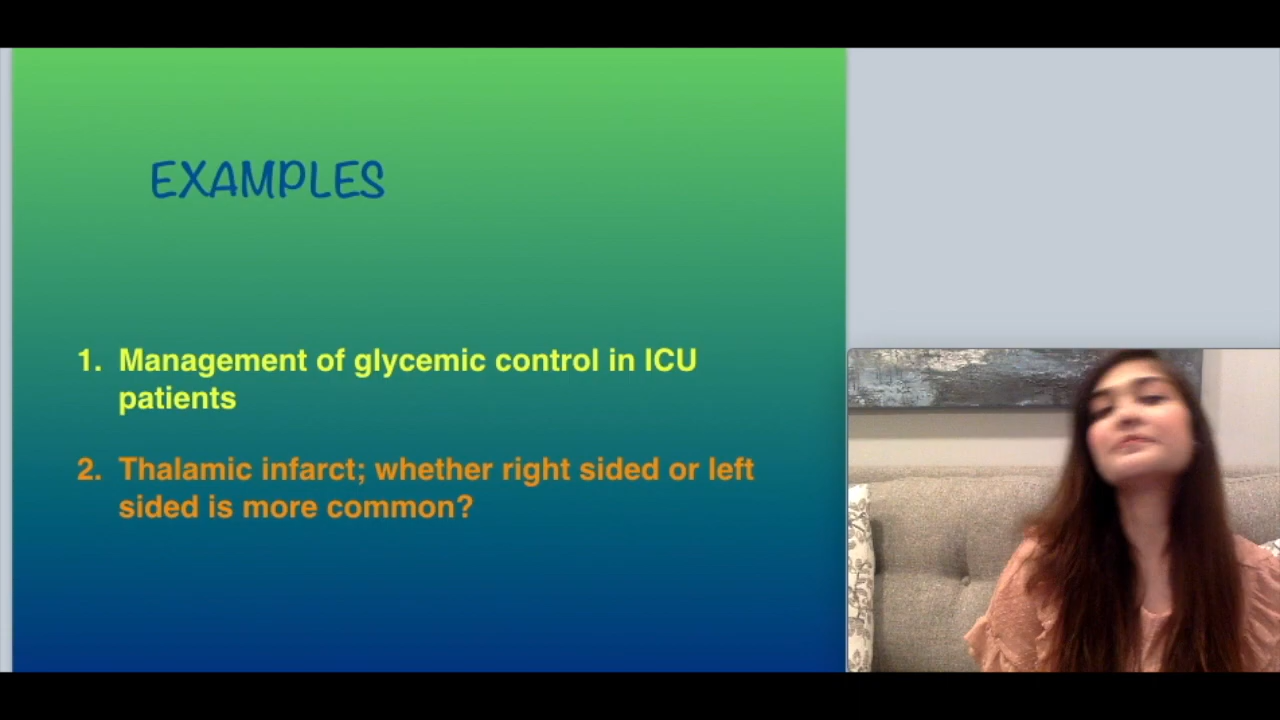 EXAMPLES
1. Management of glycemic control in ICU
patients
2. Thalamic infarct; whether right sided or left
sided is more common?